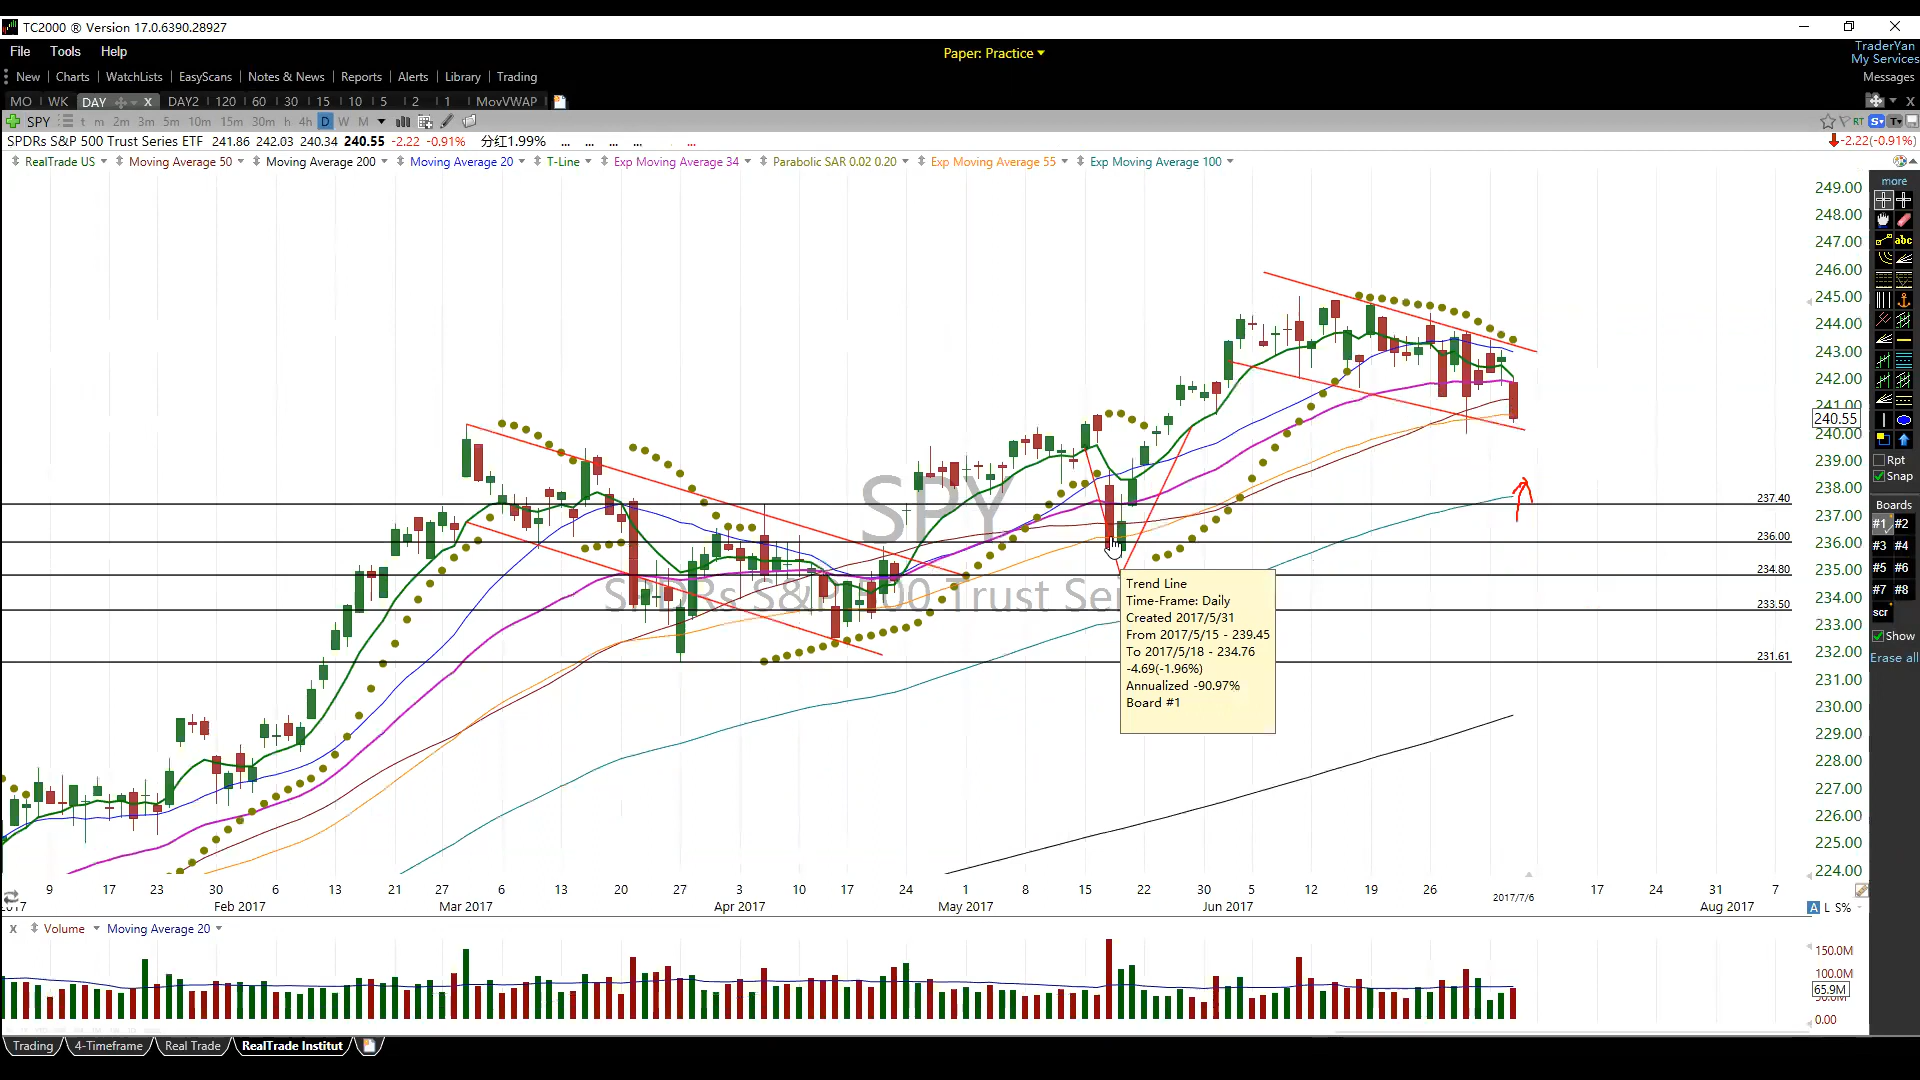 TC2000 ® Version 17.0.6390.28927
File Tools Help
Paper: Practice
TraderYan
My Services
New Charts WatchLists EasyScans Notes & News Reports Alerts Library Trading
Messages
MO WK DAY X DAY2 120 60 30 15 10 5 2 1 MovVWAP
X
SPY t m 2m 3m 5m 10m 15m 30m h 4h D W M
RT S T
SPDRs S&P 500 Trust Series ETF 241.86 242.03 240.34 240.55 -2.22 -0.91% 分红1.99% ... ... ... ... ...
-2.22(-0.91%)
RealTrade US Moving Average 50 Moving Average 200 Moving Average 20 T-Line Exp Moving Average 34 Parabolic SAR 0.02 0.20 Exp Moving Average 55 Exp Moving Average 100
more
249.00
248.00
247.00
abc
246.00
245.00
244.00
243.00
242.00
241.00
240.55
240.00
239.00
Rpt
Snap
238.00
237.40
237.00
Boards
#1 #2
236.00
236.00
#3 #4
234.80
235.00
#5 #6
#7 #8
233.50
234.00
scr
233.00
Show
231.61
232.00
Erase all
231.00
230.00
229.00
228.00
227.00
226.00
225.00
224.00
SPY
SPDRs S&P 500 Trust Ser
Trend Line
Time-Frame: Daily
Created 2017/5/31
From 2017/5/15 - 239.45
To 2017/5/18 - 234.76
-4.69(-1.96%)
Annualized -90.97%
Board #1
9 17 23 30 6 13 21 27 6 13 20 27 3 10 17 24 1 8 15 22 30 5 12 19 26 2017/7/6 17 24 31 7
2017 Feb 2017 Mar 2017 April 2017 May 2017 Jun 2017 Aug 2017
A L S%
X Volume Moving Average 20
150.0M
100.0M
65.9M
0.00
Trading 4-Timeframe Real Trade RealTrade Institut